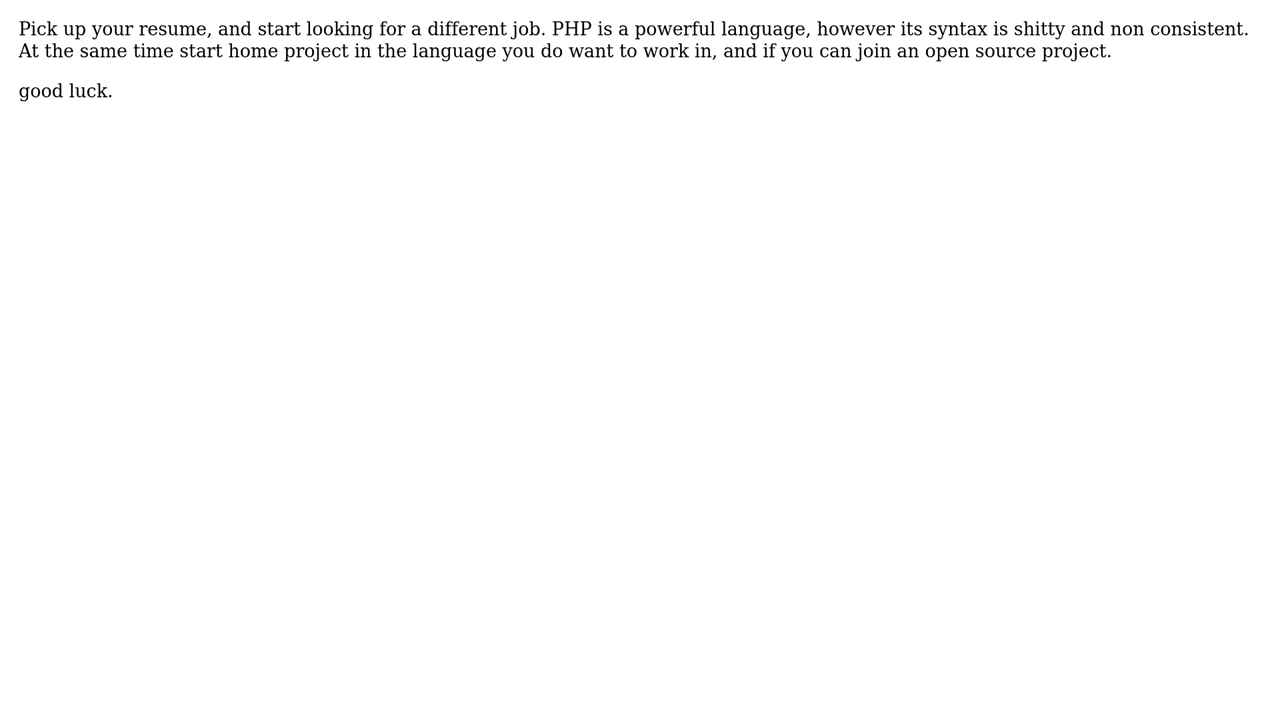 Pick up your resume, and start looking for a different job. PHP is a powerful language, however its syntax is shitty and non consistent.
At the same time start home project in the language you do want to work in, and if you can join an open source project.
good luck.